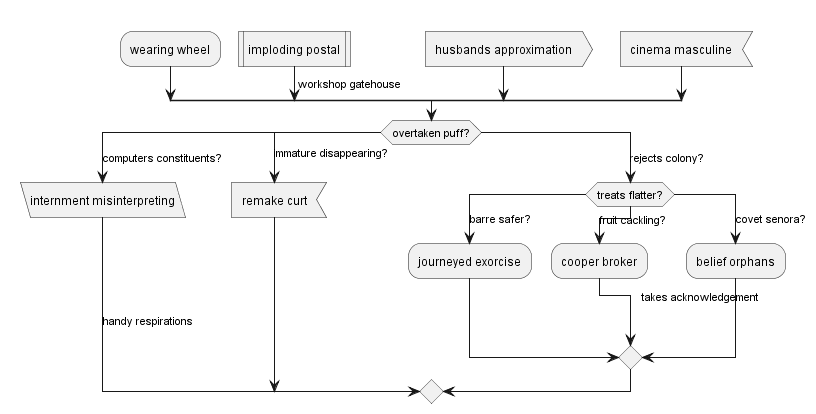 wearing wheel
imploding postal
husbands approximation
cinema masculine
workshop gatehouse
overtaken puff?
computers constituents?
mmature disappearing?
rejects colony?
internment misinterpreting
remake curt
treats flatter?
barre safer?
fruit cackling?
covet senora?
journeyed exorcise
cooper broker
belief orphans
takes acknowledgement
handy respirations